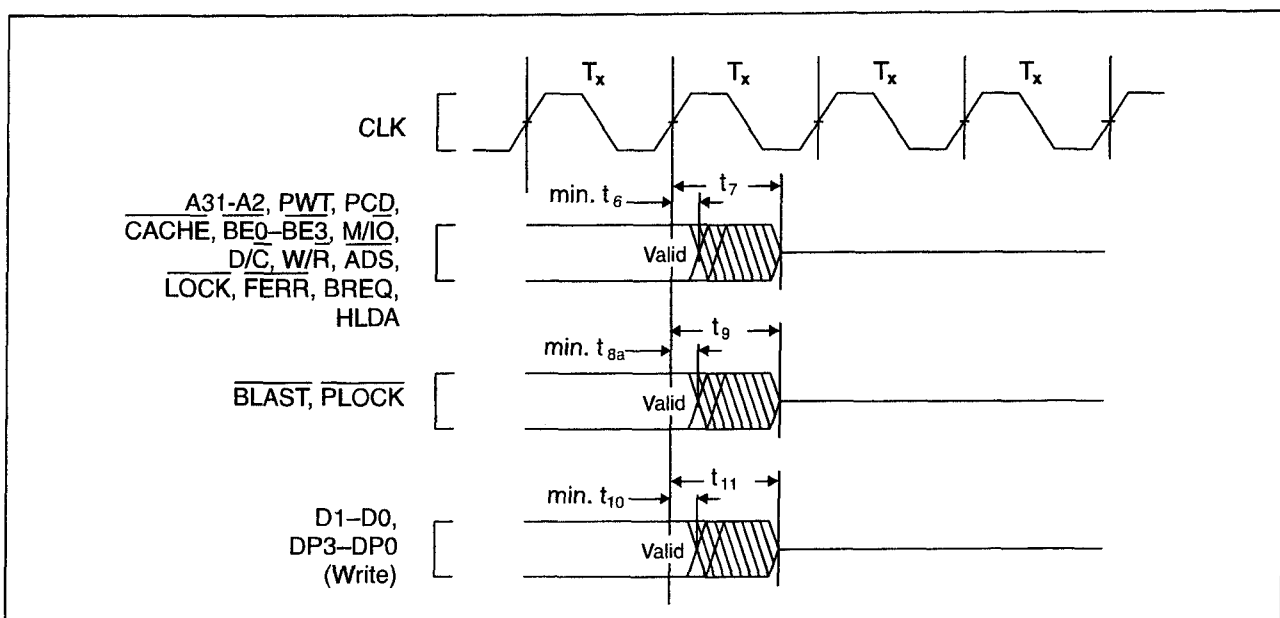 Tx Tx Tx Tx
CLK
min. t6 t7
A31-A2, PWT, PCD,
CACHE, BE0–BE3, M/IO,
D/C, W/R, ADS,
LOCK, FERR, BREQ,
HLDA
Valid
t9
min. t8a
BLAST, PLOCK
Valid
t11
min. t10
D1–D0,
DP3–DP0
(Write)
Valid